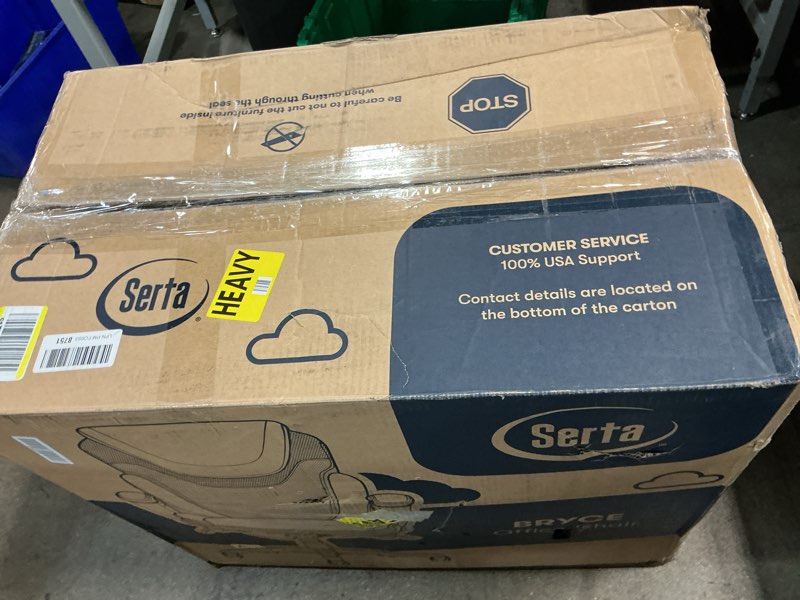 Be careful to not cut the furniture inside
when cutting through the seal
STOP
CUSTOMER SERVICE
100% USA Support
Contact details are located on
the bottom of the carton
Serta
HEAVY
8751
Serta
BRYCE
Office